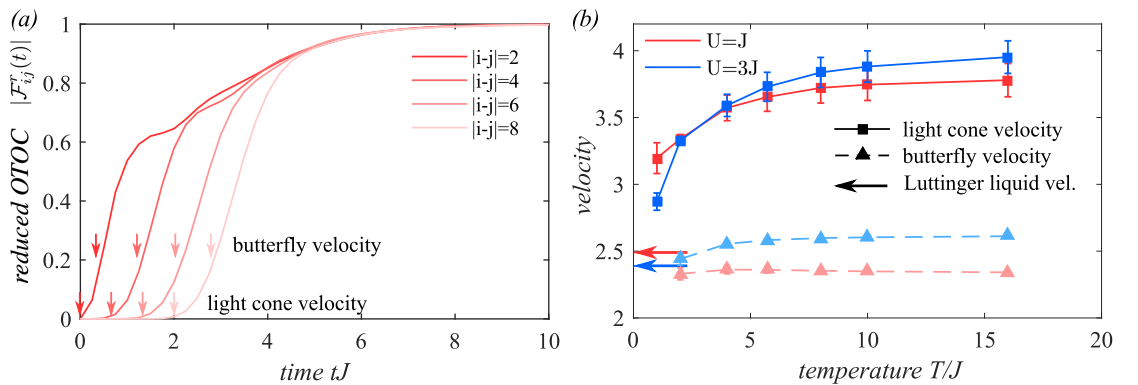 (a)
reduced OTOC |𝓕ʳᵢⱼ(t)|
1
0.8
0.6
0.4
0.2
0
|i-j|=2
|i-j|=4
|i-j|=6
|i-j|=8
butterfly velocity
light cone velocity
0 2 4 6 8 10
time tJ
(b)
velocity
4
3.5
3
2.5
2
U=J
U=3J
light cone velocity
butterfly velocity
Luttinger liquid vel.
0 5 10 15 20
temperature T/J